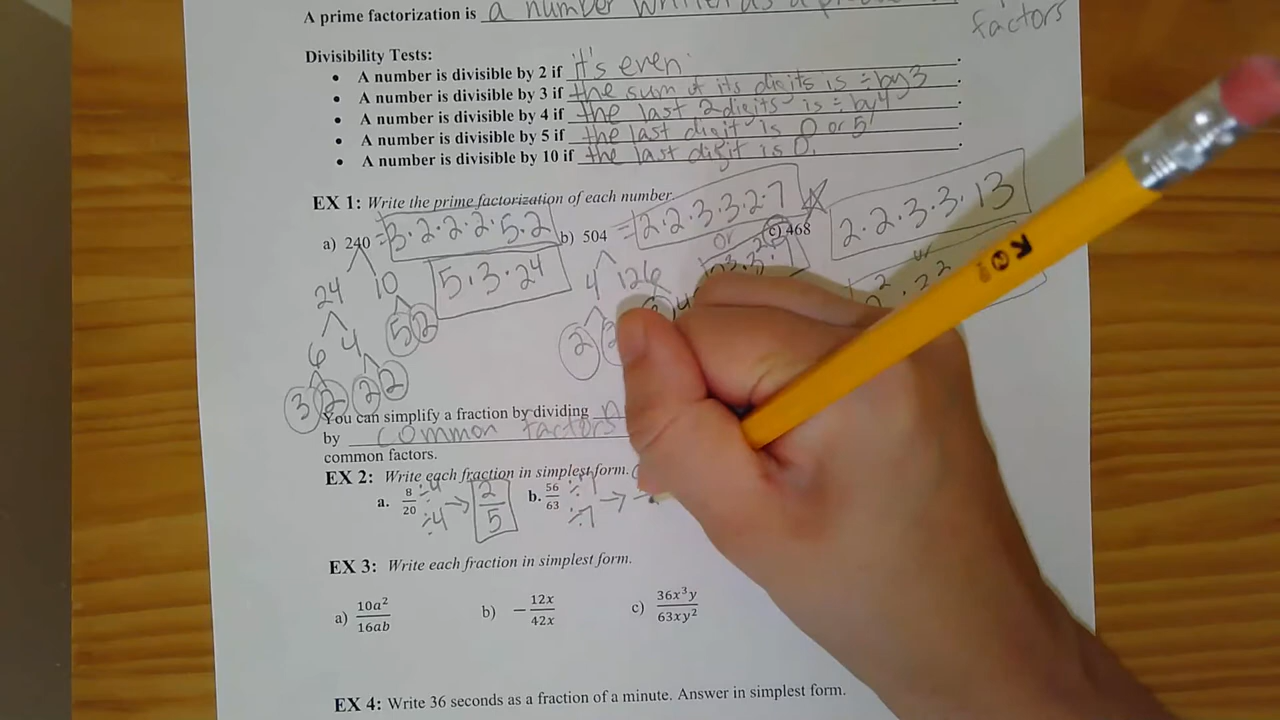 A prime factorization is a number written as a
factors
Divisibility Tests:
• A number is divisible by 2 if it's even.
• A number is divisible by 3 if the sum of its digits is ÷ by 3.
• A number is divisible by 4 if the last 2 digits is ÷ by 4.
• A number is divisible by 5 if the last digit is 0 or 5.
• A number is divisible by 10 if the last digit is 0.
EX 1: Write the prime factorization of each number.
a) 240 = 3·2·2·2·5·2 b) 504 = 2·2·3·3·2·7 c) 468 2·2·3·3·13
or
24 10 5·3·2⁴ 4 126
6 4 5 2 2
3 2 2 2
You can simplify a fraction by dividing
by common factors
common factors.
EX 2: Write each fraction in simplest form.
a. 8/20 ÷4/÷4 → 2/5 b. 56/63 ÷7/÷7 →
EX 3: Write each fraction in simplest form.
a) 10a²/16ab b) −12x/42x c) 36x³y/63xy²
EX 4: Write 36 seconds as a fraction of a minute. Answer in simplest form.